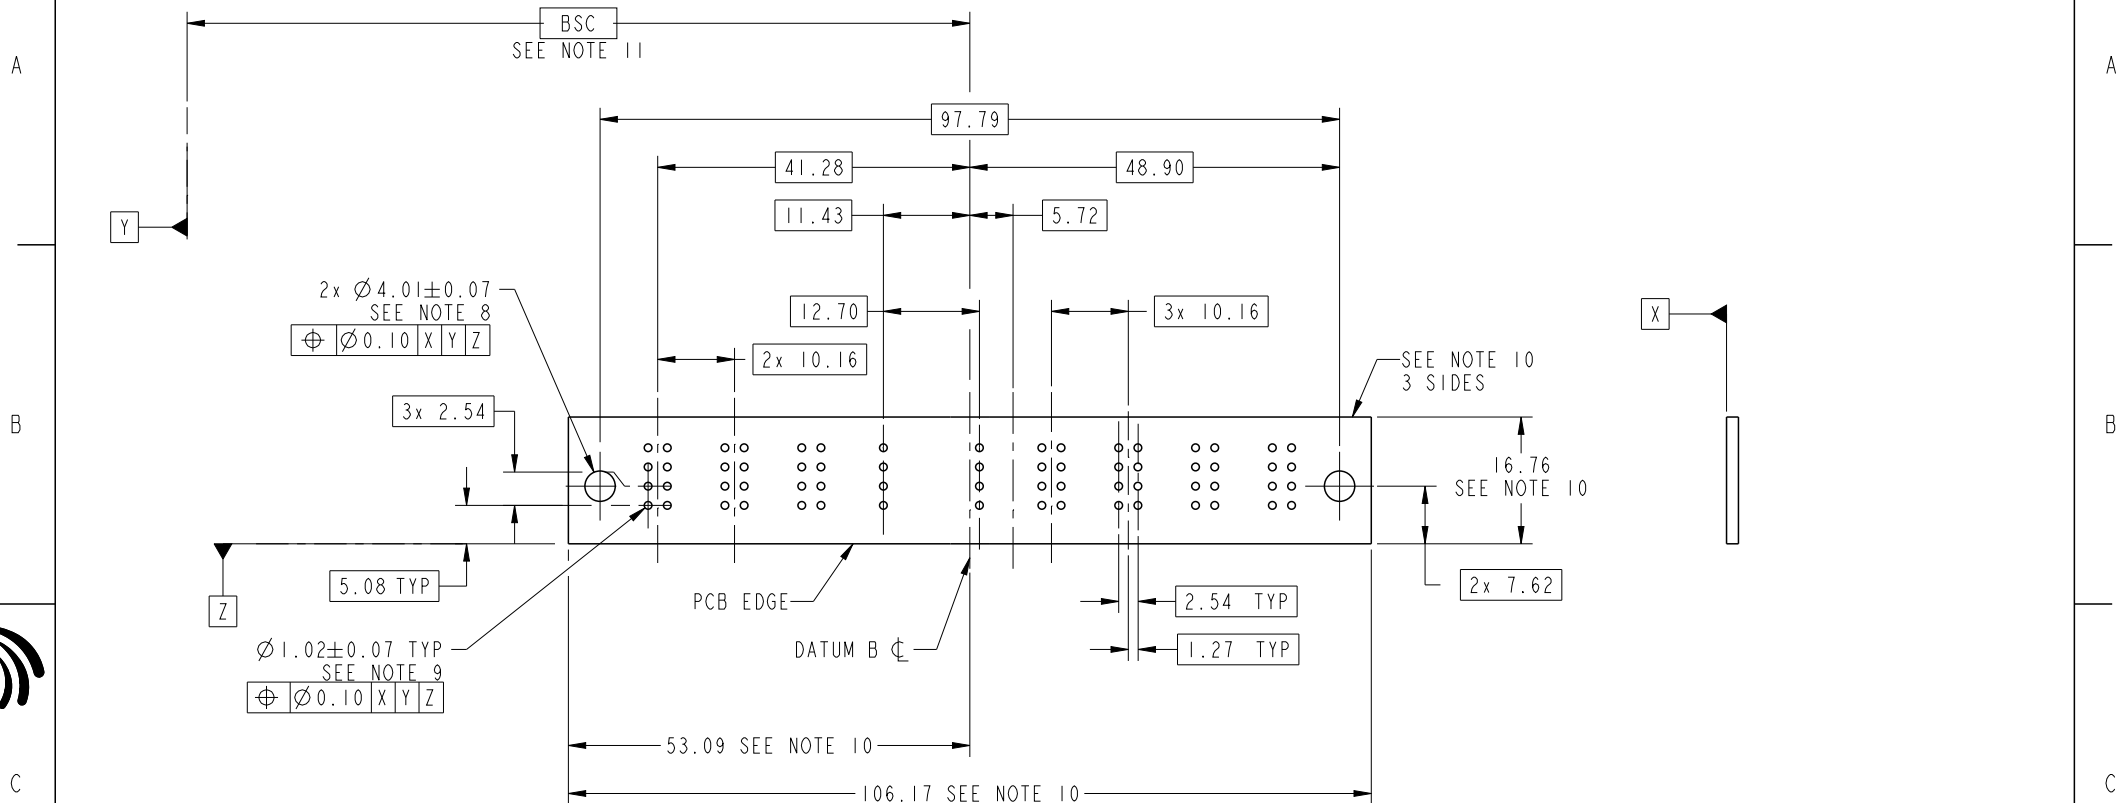 BSC
SEE NOTE 11
A
A
97.79
41.28
48.90
11.43
5.72
Y
2x Ø4.01±0.07
SEE NOTE 8
⌖ Ø0.10 X Y Z
12.70
3x 10.16
X
2x 10.16
SEE NOTE 10
3 SIDES
3x 2.54
B
B
16.76
SEE NOTE 10
5.08 TYP
Z
PCB EDGE
2.54 TYP
2x 7.62
Ø1.02±0.07 TYP
SEE NOTE 9
⌖ Ø0.10 X Y Z
DATUM B ℄
1.27 TYP
53.09 SEE NOTE 10
C
C
106.17 SEE NOTE 10